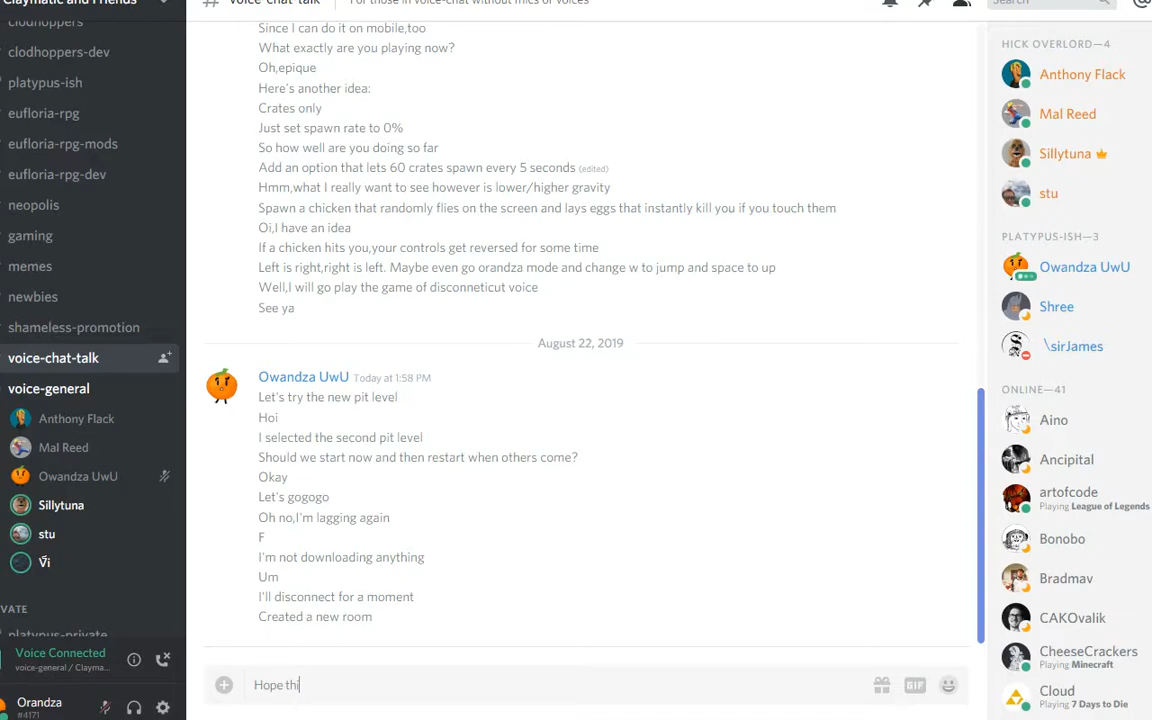 Claymatic and Friends
clodhoppers
clodhoppers-dev
platypus-ish
eufloria-rpg
eufloria-rpg-mods
eufloria-rpg-dev
neopolis
gaming
memes
newbies
shameless-promotion
voice-chat-talk
voice-general
Anthony Flack
Mal Reed
Owandza UwU
Sillytuna
stu
VATE
platypus-private
Voice Connected
voice-general / Clayma...
Orandza
#4171
# voice-chat-talk
For those in voice-chat without mics or voices
Search
Since I can do it on mobile,too
What exactly are you playing now?
Oh,epique
Here's another idea:
Crates only
Just set spawn rate to 0%
So how well are you doing so far
Add an option that lets 60 crates spawn every 5 seconds (edited)
Hmm,what I really want to see however is lower/higher gravity
Spawn a chicken that randomly flies on the screen and lays eggs that instantly kill you if you touch them
Oi,I have an idea
If a chicken hits you,your controls get reversed for some time
Left is right,right is left. Maybe even go orandza mode and change w to jump and space to up
Well,I will go play the game of disconneticut voice
See ya
August 22, 2019
Owandza UwU Today at 1:58 PM
Let's try the new pit level
Hoi
I selected the second pit level
Should we start now and then restart when others come?
Okay
Let's gogogo
Oh no,I'm lagging again
F
I'm not downloading anything
Um
I'll disconnect for a moment
Created a new room
Hope thi
GIF
HICK OVERLORD—4
Anthony Flack
Mal Reed
Sillytuna
stu
PLATYPUS-ISH—3
Owandza UwU
Shree
\sirJames
ONLINE—41
Aino
Ancipital
artofcode
Playing League of Legends
Bonobo
Bradmav
CAKOvalik
CheeseCrackers
Playing Minecraft
Cloud
Playing 7 Days to Die